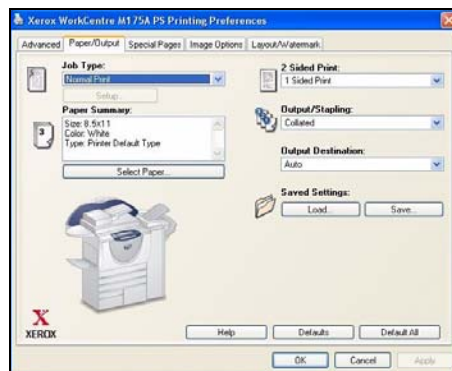 Xerox WorkCentre M175A PS Printing Preferences
Advanced Paper/Output Special Pages Image Options Layout/Watermark
Job Type:
Normal Print
Setup...
Paper Summary:
Size: 8.5x11
Color: White
Type: Printer Default Type
Select Paper...
2 Sided Print:
1 Sided Print
Output/Stapling:
Collated
Output Destination:
Auto
Saved Settings:
Load... Save...
X
XEROX
Help Defaults Default All
OK Cancel Apply